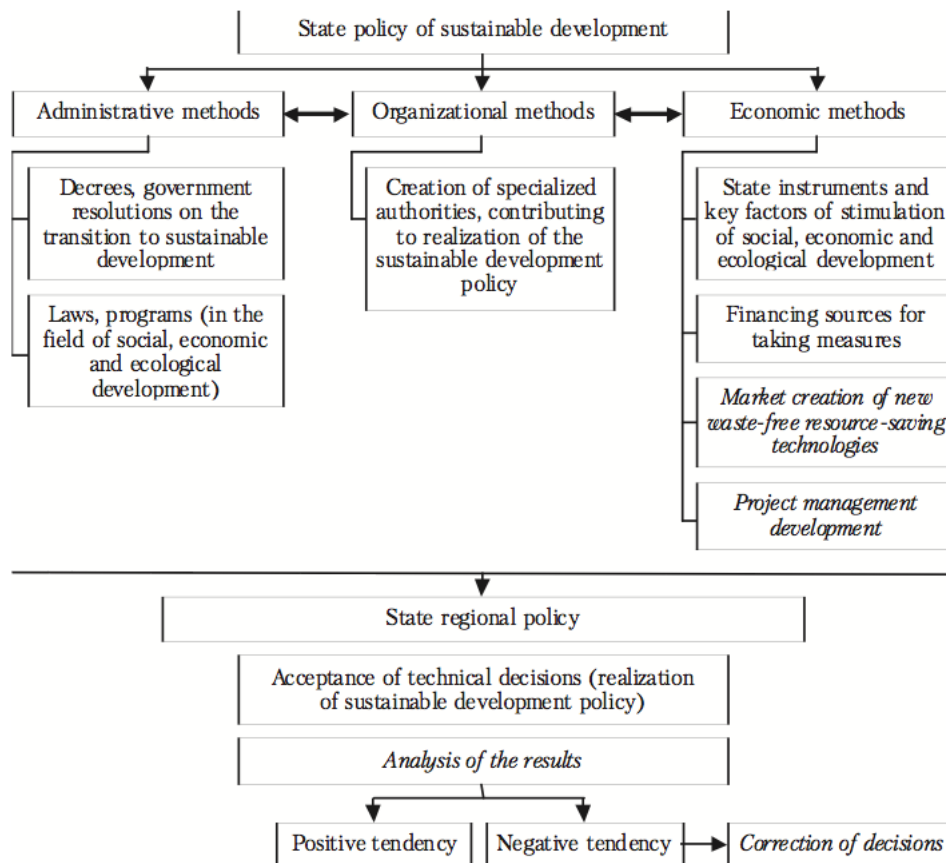 State policy of sustainable development
Administrative methods
Organizational methods
Economic methods
Decrees, government
resolutions on the
transition to sustainable
development
Laws, programs (in the
field of social, economic
and ecological
development)
Creation of specialized
authorities, contributing
to realization of the
sustainable development
policy
State instruments and
key factors of stimulation
of social, economic and
ecological development
Financing sources for
taking measures
Market creation of new
waste-free resource-saving
technologies
Project management
development
State regional policy
Acceptance of technical decisions (realization
of sustainable development policy)
Analysis of the results
Positive tendency
Negative tendency
Correction of decisions